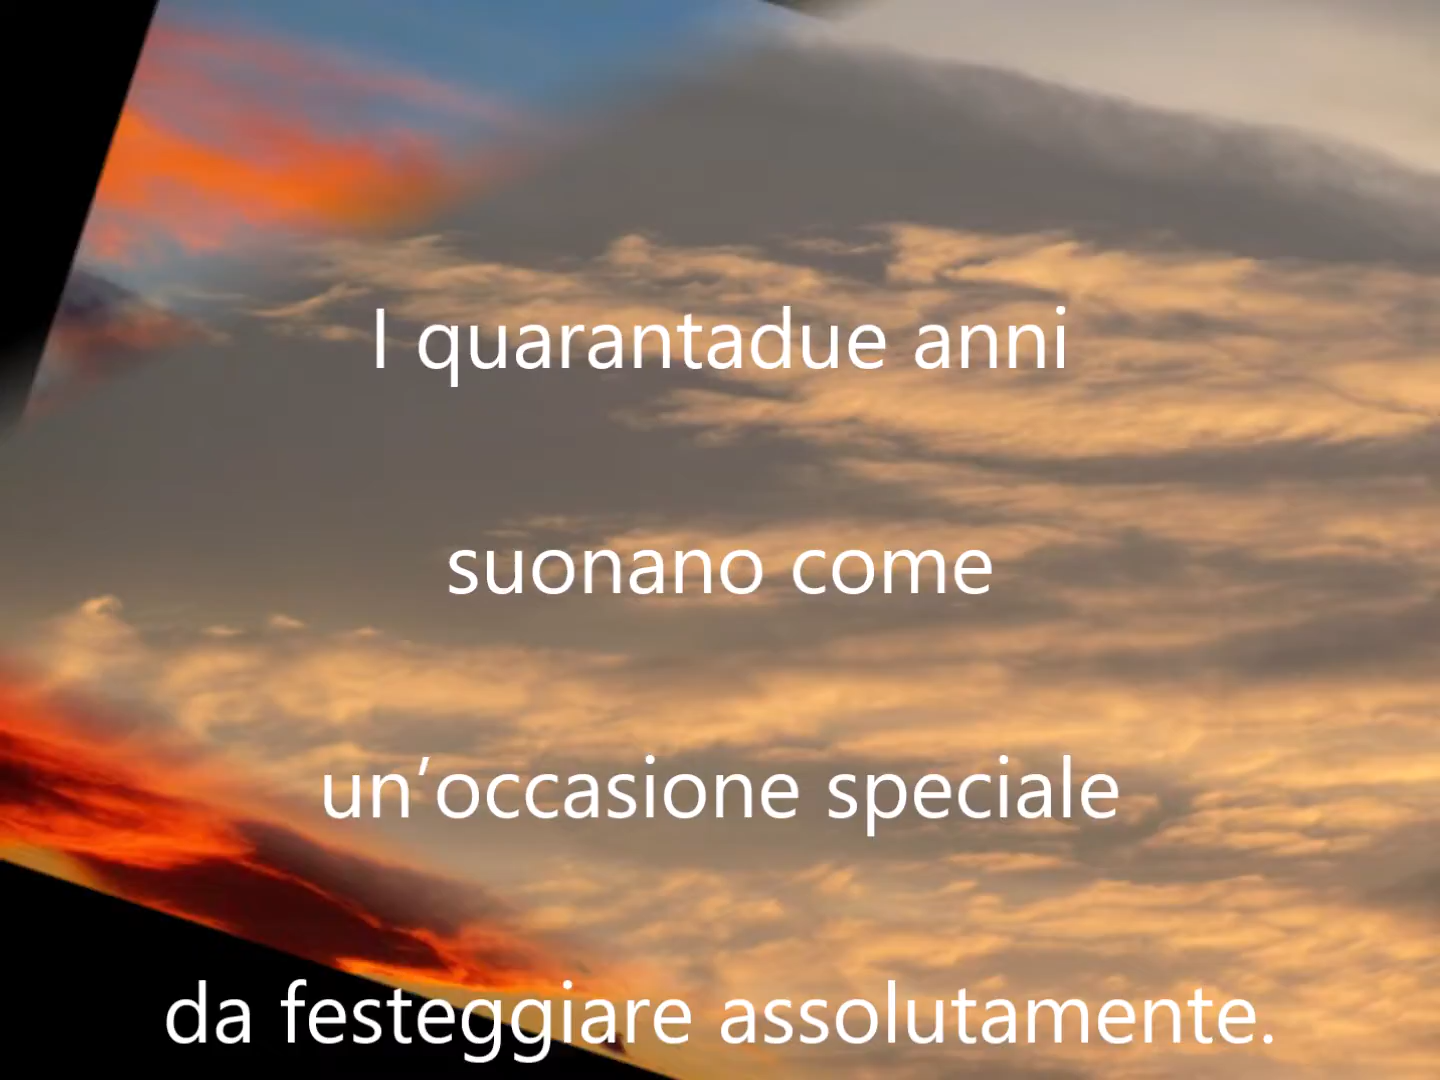 I quarantadue anni
suonano come
un’occasione speciale
da festeggiare assolutamente.